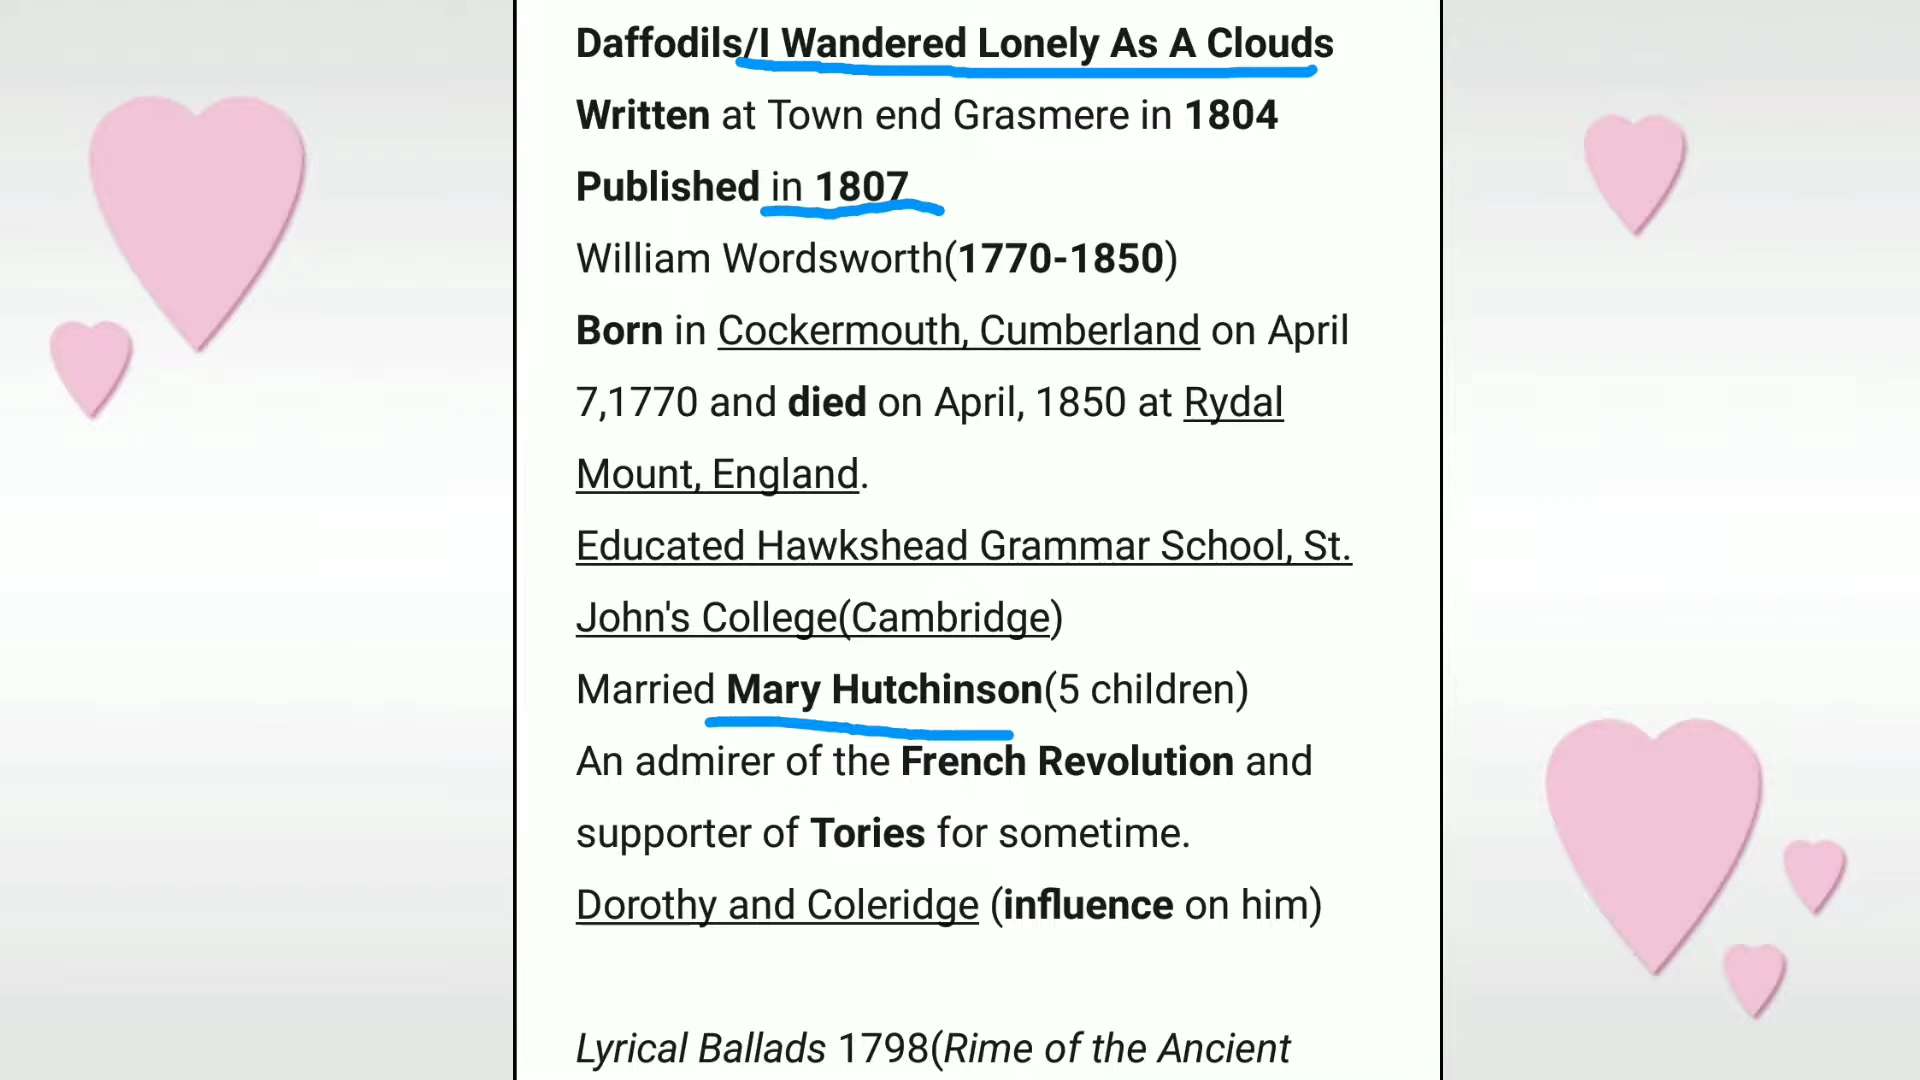 Daffodils/I Wandered Lonely As A Clouds
Written at Town end Grasmere in 1804
Published in 1807
William Wordsworth(1770-1850)
Born in Cockermouth, Cumberland on April
7,1770 and died on April, 1850 at Rydal
Mount, England.
Educated Hawkshead Grammar School, St.
John's College(Cambridge)
Married Mary Hutchinson(5 children)
An admirer of the French Revolution and
supporter of Tories for sometime.
Dorothy and Coleridge (influence on him)
Lyrical Ballads 1798(Rime of the Ancient